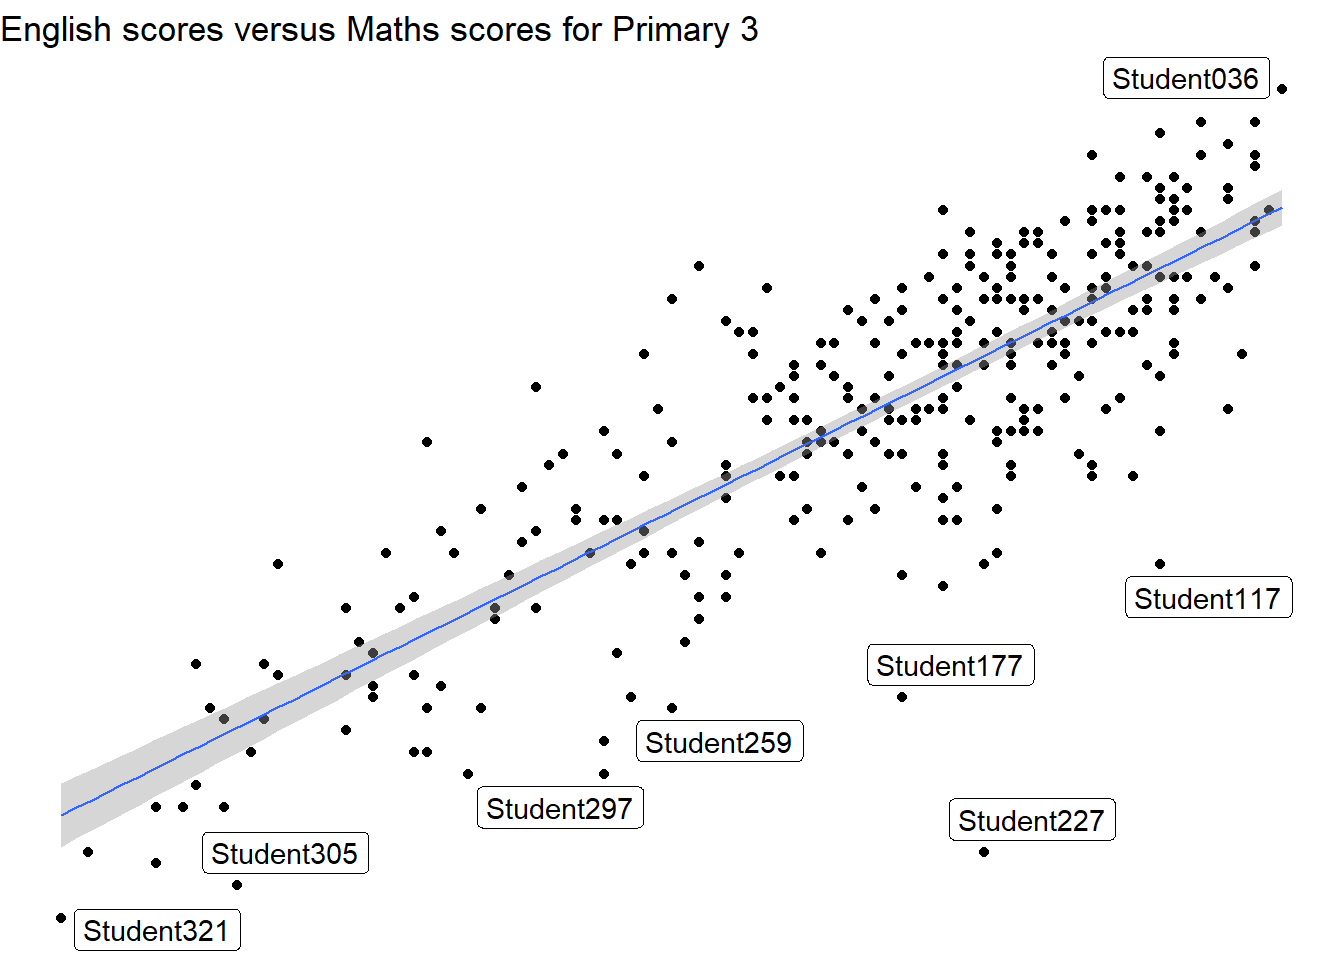 English scores versus Maths scores for Primary 3
Student036
Student117
Student177
Student259
Student297
Student227
Student305
Student321